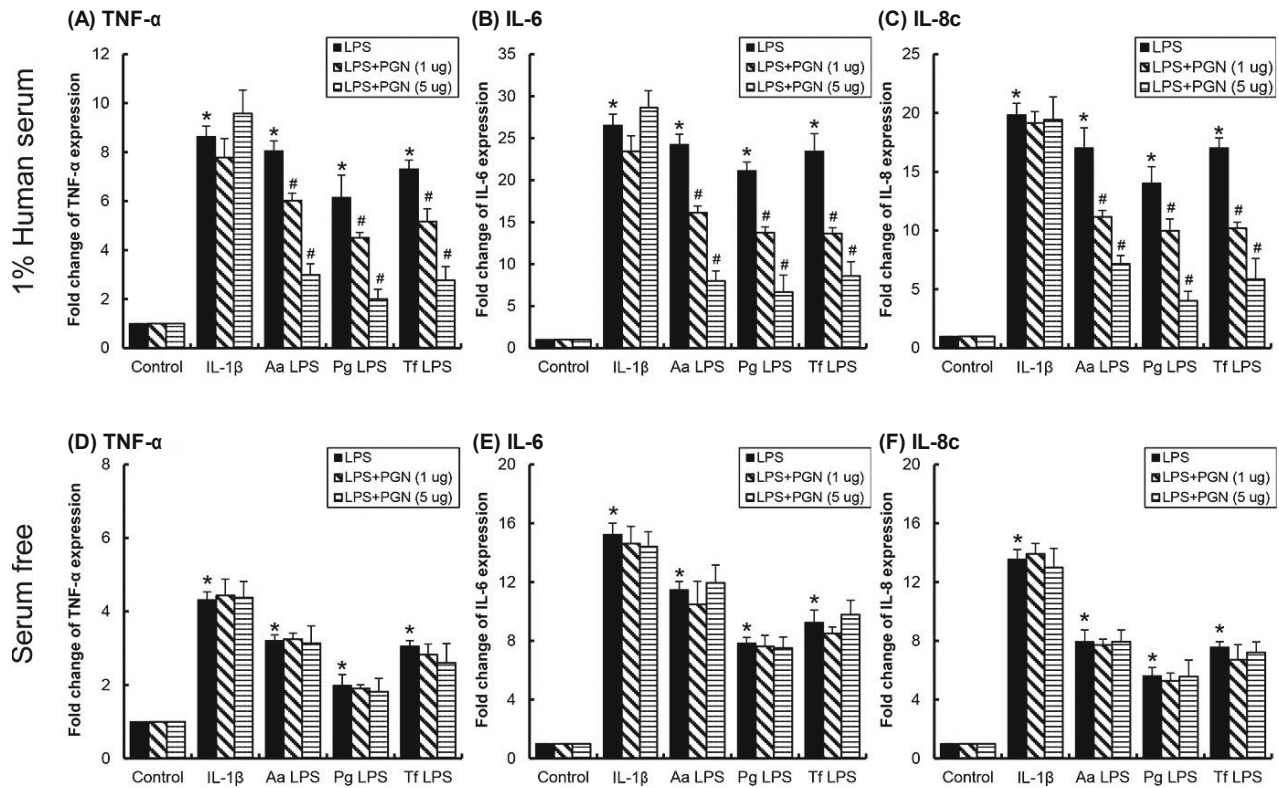 1% Human serum
(A) TNF-α
Fold change of TNF-α expression
12
10
8
6
4
2
0
LPS
LPS+PGN (1 ug)
LPS+PGN (5 ug)
* * * *
# # # # # #
Control IL-1β Aa LPS Pg LPS Tf LPS
(B) IL-6
Fold change of IL-6 expression
35
30
25
20
15
10
5
0
LPS
LPS+PGN (1 ug)
LPS+PGN (5 ug)
* * * *
# # # # # #
Control IL-1β Aa LPS Pg LPS Tf LPS
(C) IL-8c
Fold change of IL-8 expression
25
20
15
10
5
0
LPS
LPS+PGN (1 ug)
LPS+PGN (5 ug)
* * * *
# # # # # #
Control IL-1β Aa LPS Pg LPS Tf LPS
Serum free
(D) TNF-α
Fold change of TNF-α expression
8
6
4
2
0
LPS
LPS+PGN (1 ug)
LPS+PGN (5 ug)
* * * *
Control IL-1β Aa LPS Pg LPS Tf LPS
(E) IL-6
Fold change of IL-6 expression
20
16
12
8
4
0
LPS
LPS+PGN (1 ug)
LPS+PGN (5 ug)
* * * *
Control IL-1β Aa LPS Pg LPS Tf LPS
(F) IL-8c
Fold change of IL-8 expression
20
16
12
8
4
0
LPS
LPS+PGN (1 ug)
LPS+PGN (5 ug)
* * * *
Control IL-1β Aa LPS Pg LPS Tf LPS